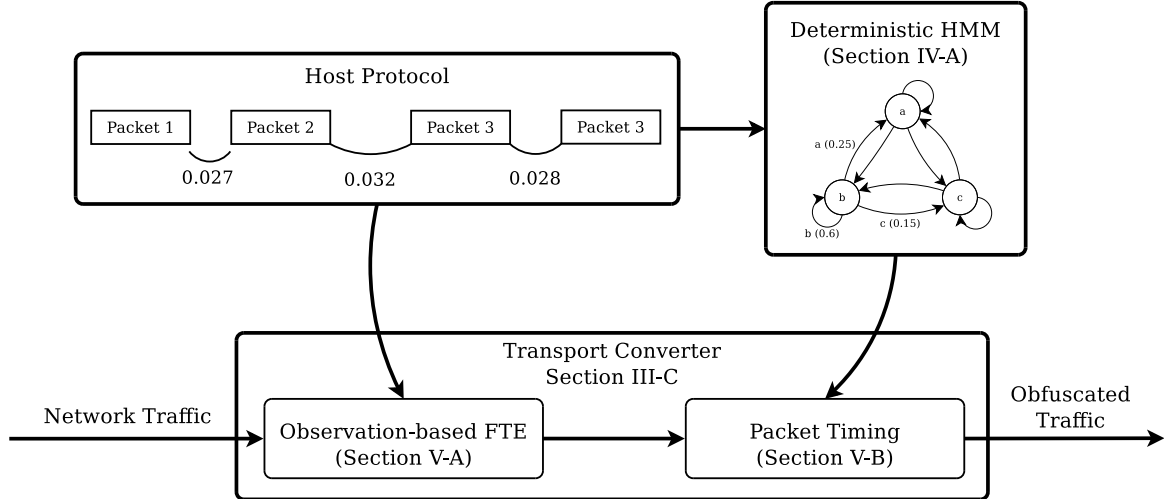 Host Protocol
Packet 1
Packet 2
Packet 3
Packet 3
0.027
0.032
0.028
Deterministic HMM
(Section IV-A)
a
a (0.25)
b
c
c (0.15)
b (0.6)
Transport Converter
Section III-C
Network Traffic
Observation-based FTE
(Section V-A)
Packet Timing
(Section V-B)
Obfuscated
Traffic